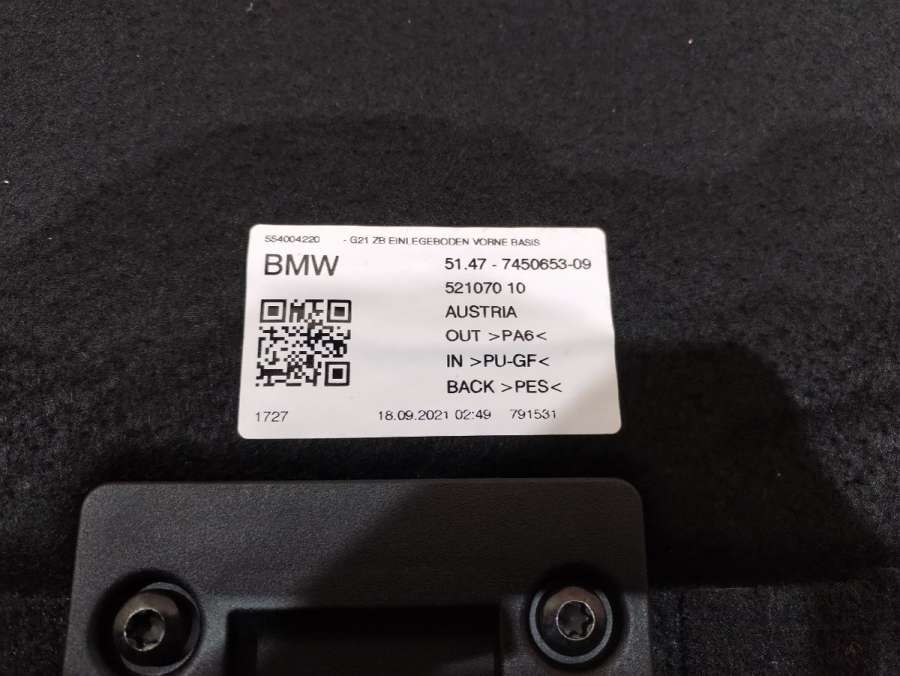 554004220 - G21 ZB EINLEGEBODEN VORNE BASIS
BMW 51.47 - 7450653-09
521070 10
AUSTRIA
OUT >PA6<
IN >PU-GF<
BACK >PES<
1727 18.09.2021 02:49 791531